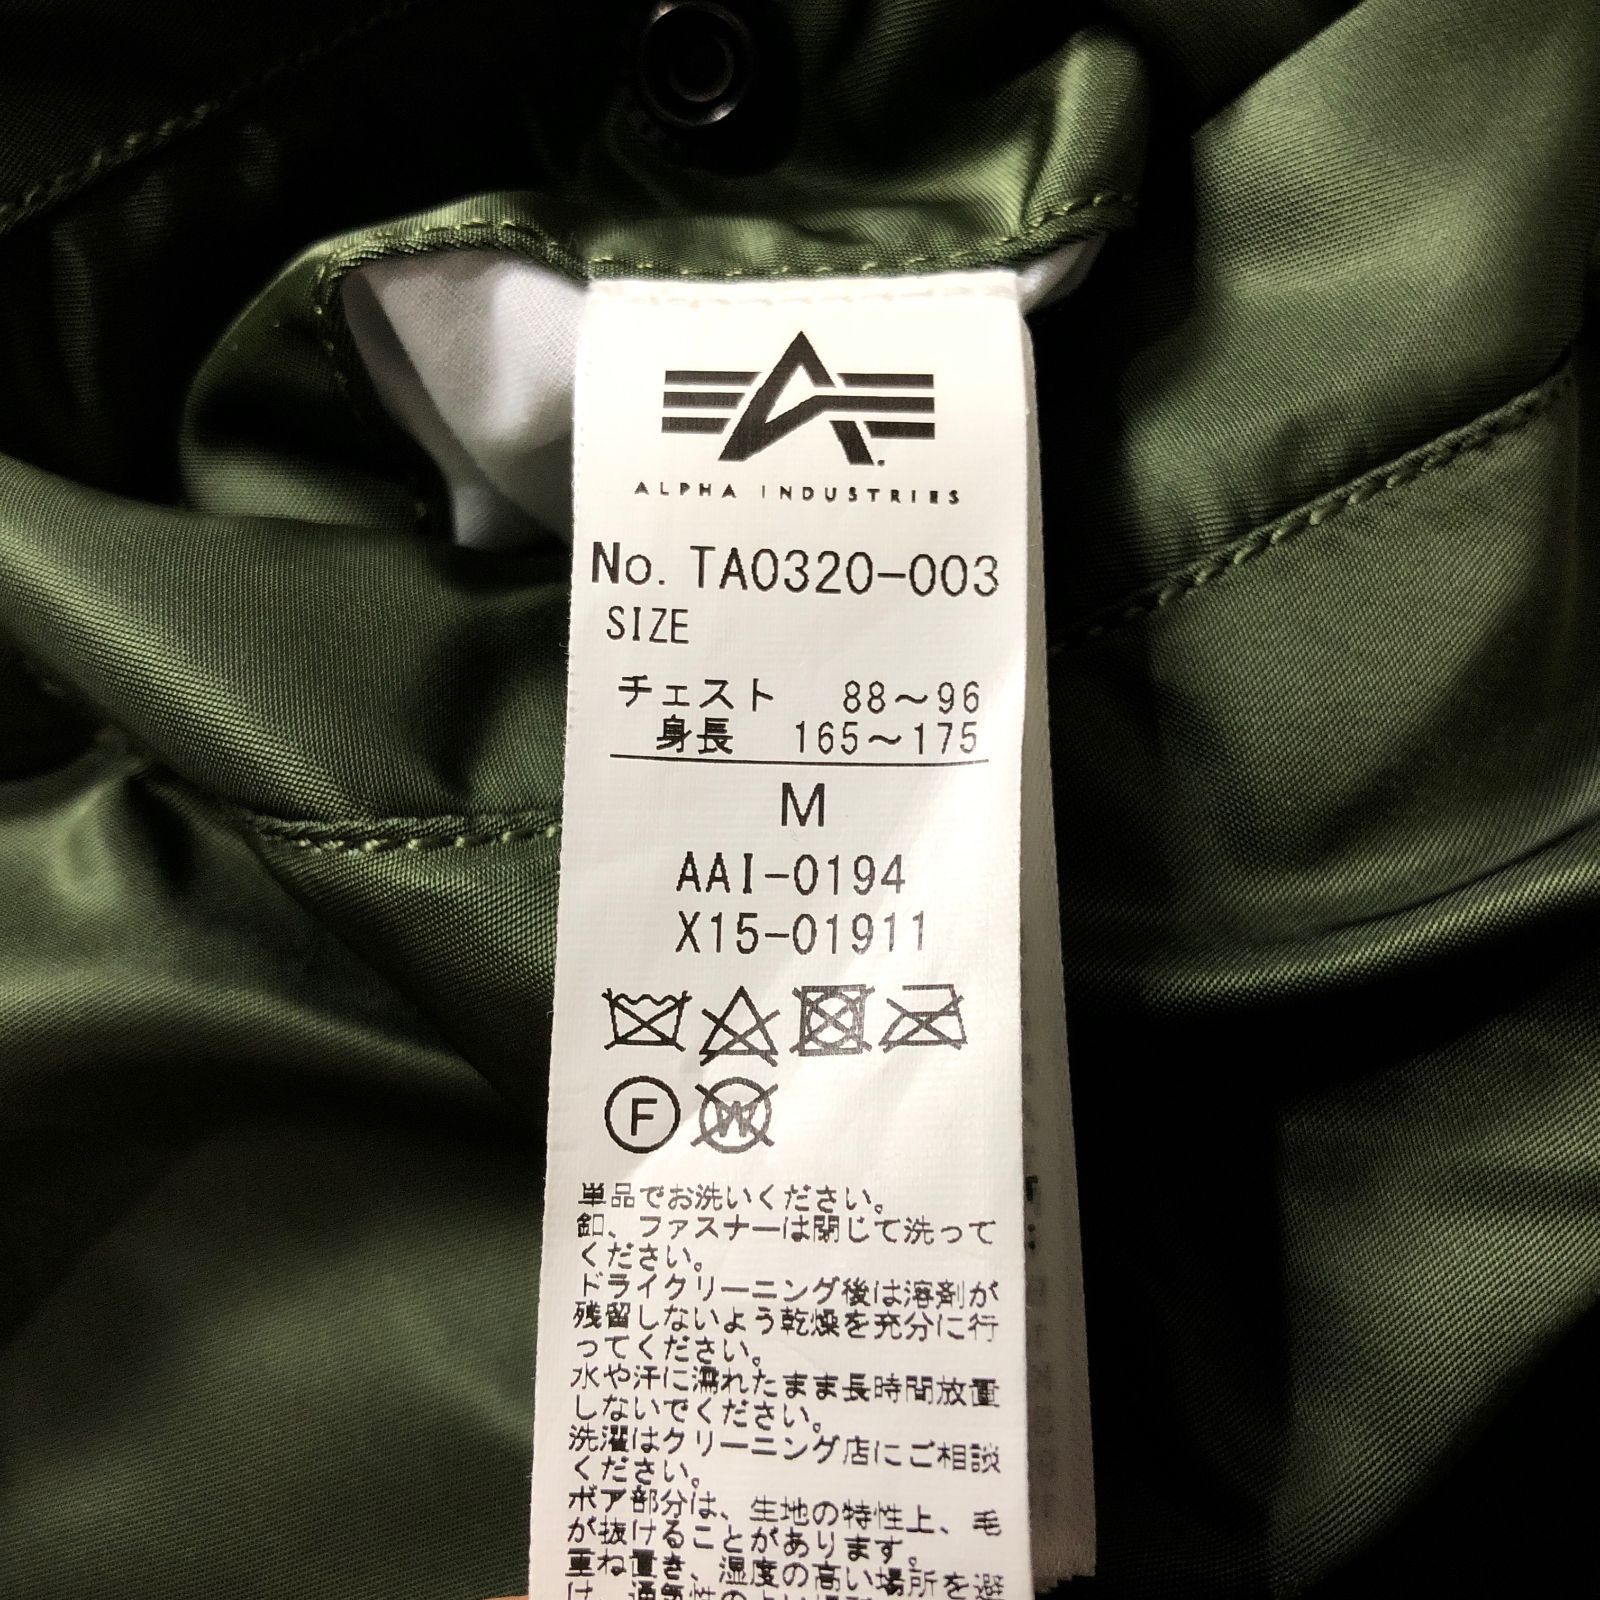 ALPHA INDUSTRIES
No. TA0320-003
SIZE
チェスト 88～96
身長 165～175
M
AAI-0194
X15-01911
F W
単品でお洗いください。
釦、ファスナーは閉じて洗って
ください。
ドライクリーニング後は溶剤が
残留しないよう乾燥を充分に行
ってください。
水や汗に濡れたまま長時間放置
しないでください。
洗濯はクリーニング店にご相談
ください。
ボア部分は、生地の特性上、毛
が抜けることがあります。
重ね置き、湿度の高い場所を避
け、通気性の